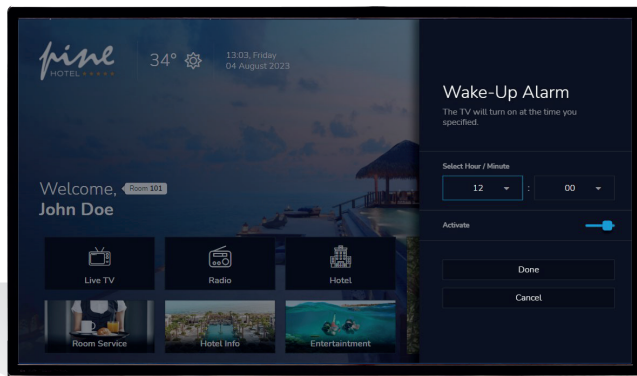 pine
HOTEL ★★★★★
34°
13:03, Friday
04 August 2023
Welcome, Room 101
John Doe
Live TV
Radio
Hotel
Room Service
Hotel Info
Entertaintment
Wake-Up Alarm
The TV will turn on at the time you
specified.
Select Hour / Minute
12 : 00
Activate
Done
Cancel